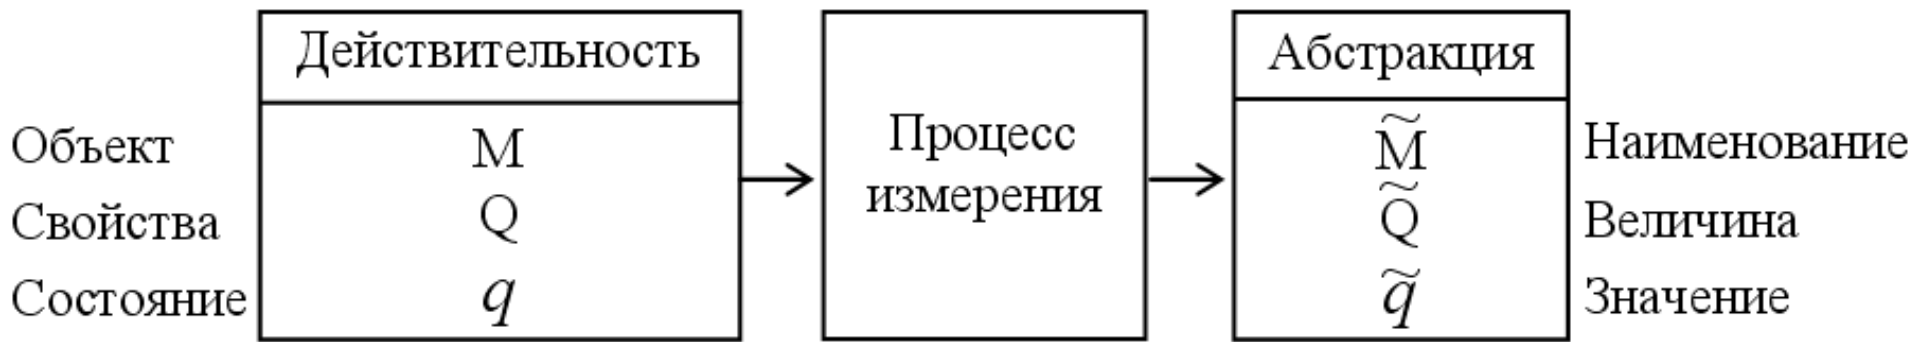 Действительность
Абстракция
Процесс
измерения
Объект M M̃ Наименование
Свойства Q Q̃ Величина
Состояние q q̃ Значение